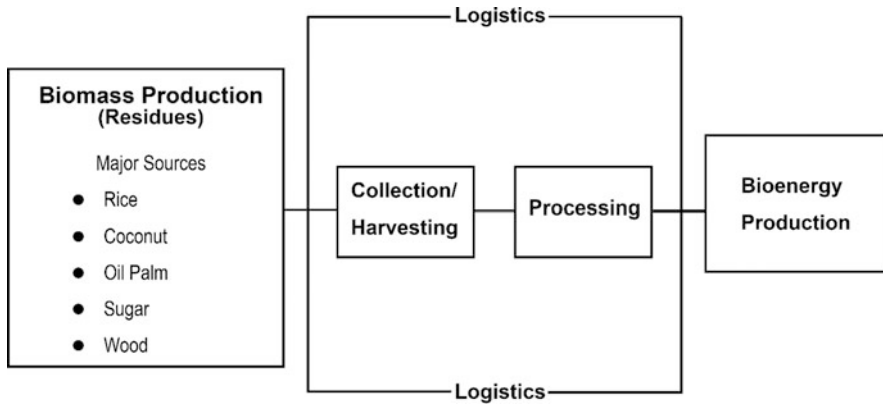 Logistics
Biomass Production
(Residues)
Major Sources
● Rice
● Coconut
● Oil Palm
● Sugar
● Wood
Collection/
Harvesting
Processing
Bioenergy
Production
Logistics